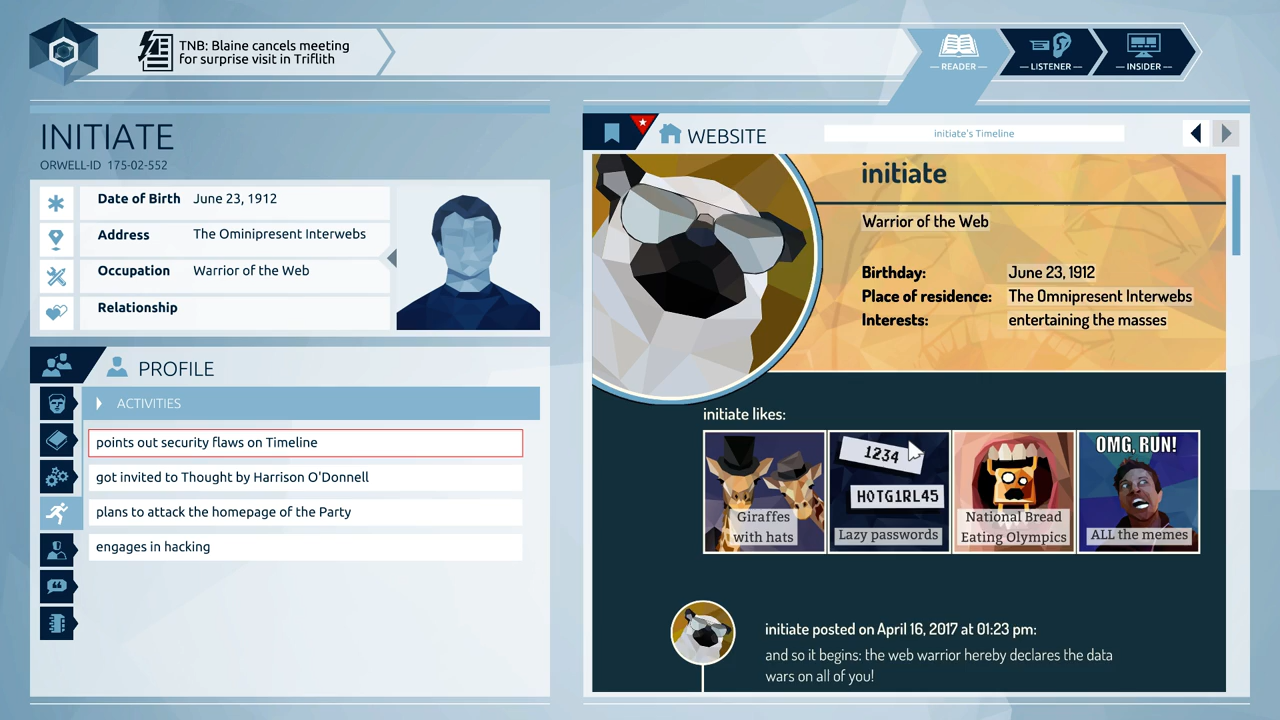 TNB: Blaine cancels meeting
for surprise visit in Triflith
— READER —
— LISTENER —
— INSIDER —
INITIATE
ORWELL-ID 175-02-552
Date of Birth June 23, 1912
Address The Ominipresent Interwebs
Occupation Warrior of the Web
Relationship
PROFILE
ACTIVITIES
points out security flaws on Timeline
got invited to Thought by Harrison O'Donnell
plans to attack the homepage of the Party
engages in hacking
WEBSITE
initiate's Timeline
initiate
Warrior of the Web
Birthday: June 23, 1912
Place of residence: The Omnipresent Interwebs
Interests: entertaining the masses
initiate likes:
Giraffes
with hats
1234
H0TG1RL45
Lazy passwords
National Bread
Eating Olympics
OMG, RUN!
ALL the memes
initiate posted on April 16, 2017 at 01:23 pm:
and so it begins: the web warrior hereby declares the data
wars on all of you!